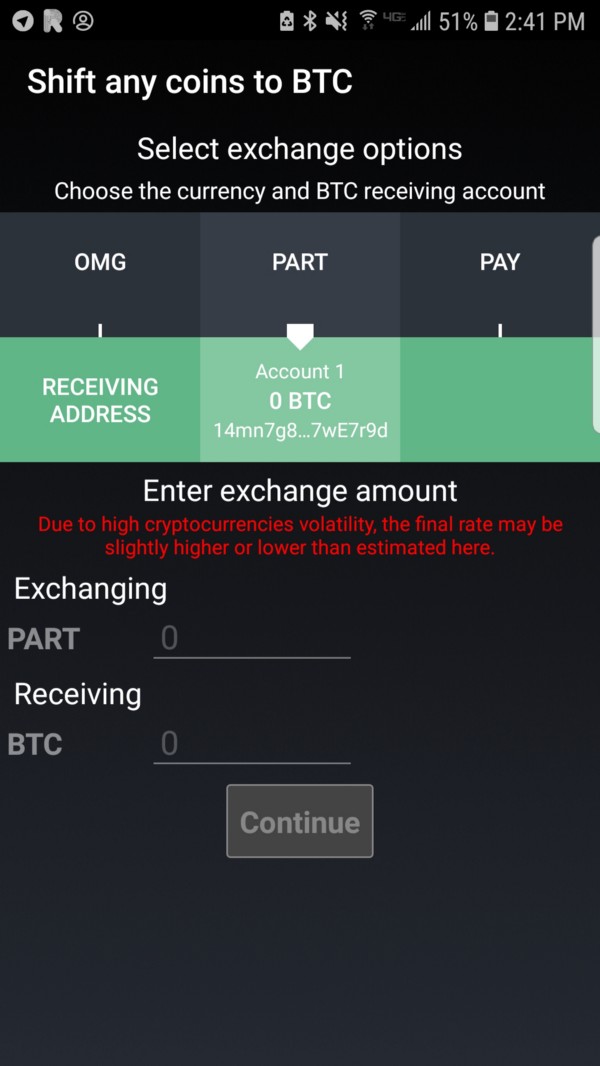 4GE 51% 2:41 PM
Shift any coins to BTC
Select exchange options
Choose the currency and BTC receiving account
OMG PART PAY
RECEIVING
ADDRESS
Account 1
0 BTC
14mn7g8...7wE7r9d
Enter exchange amount
Due to high cryptocurrencies volatility, the final rate may be
slightly higher or lower than estimated here.
Exchanging
PART 0
Receiving
BTC 0
Continue